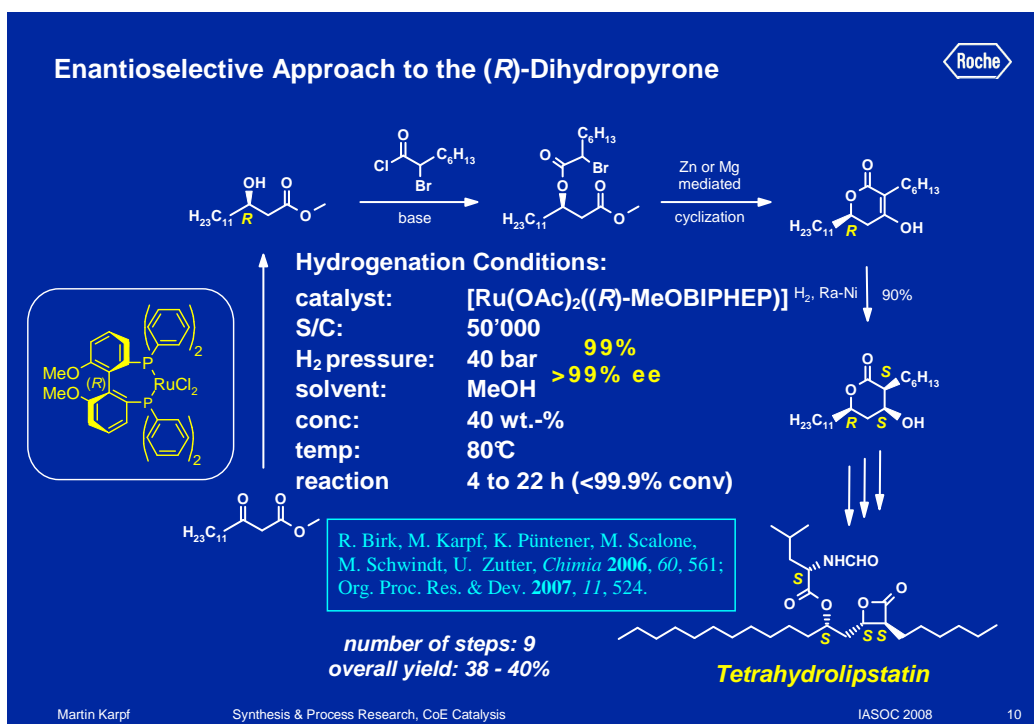 Enantioselective Approach to the (R)-Dihydropyrone
Roche
O
Cl
C6H13
Br
base
OH
O
H23C11
R
O
C6H13
O
Br
O
O
H23C11
O
Zn or Mg
mediated
cyclization
O
C6H13
O
H23C11
R
OH
H2, Ra-Ni
90%
Hydrogenation Conditions:
catalyst: [Ru(OAc)2((R)-MeOBIPHEP)]
S/C: 50’000
H2 pressure: 40 bar
99%
>99% ee
solvent: MeOH
conc: 40 wt.-%
temp: 80°C
reaction 4 to 22 h (<99.9% conv)
2
MeO
P
(R)
RuCl2
MeO
P
2
O
S
C6H13
O
H23C11
R
S
OH
O
O
H23C11
O
R. Birk, M. Karpf, K. Püntener, M. Scalone,
M. Schwindt, U. Zutter, Chimia 2006, 60, 561;
Org. Proc. Res. & Dev. 2007, 11, 524.
NHCHO
S
O
O
O
O
S
S
S
number of steps: 9
overall yield: 38 - 40%
Tetrahydrolipstatin
Martin Karpf
Synthesis & Process Research, CoE Catalysis
IASOC 2008
10